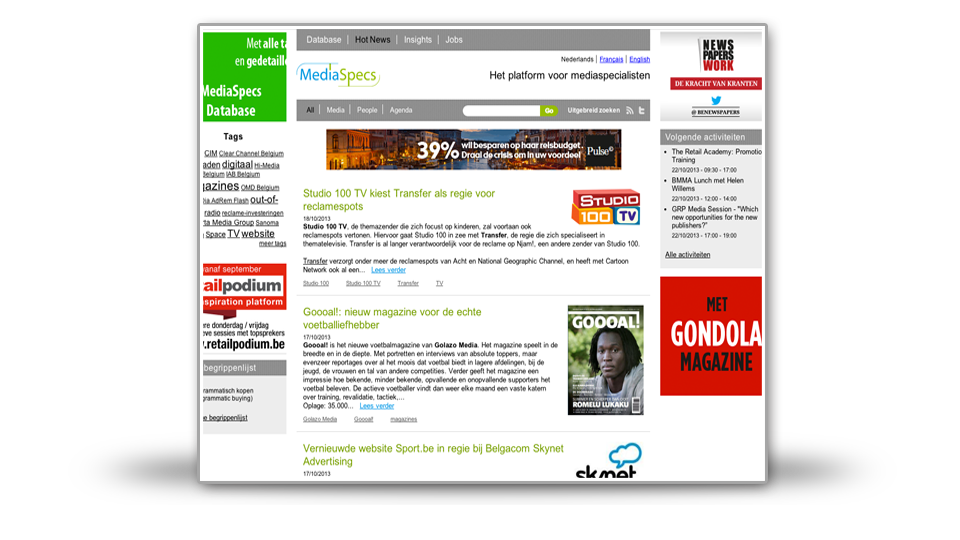 Met alle ta
en gedetaille
MediaSpecs
Database
Tags
CIM Clear Channel Belgium
aden digitaal Hi-Media
Belgium IAB Belgium
gazines OMD Belgium
ia AdRem Flash out-of-
radio reclame-investeringen
ta Media Group Sanoma
Space TV website
meer tags
vanaf september
ailpodium
nspiration platform
ere donderdag / vrijdag
eve sessies met topsprekers
w.retailpodium.be
begrippenlijst
rammatisch kopen
grammatic buying)
e begrippenlijst
Database | Hot News | Insights | Jobs
Nederlands | Français | English
MediaSpecs
Het platform voor mediaspecialisten
All | Media | People | Agenda
Go
Uitgebreid zoeken
39% wil besparen op haar reisbudget.
Draai de crisis om in uw voordeel
Pulse
Studio 100 TV kiest Transfer als regie voor
reclamespots
18/10/2013
Studio 100 TV, de themazender die zich focust op kinderen, zal voortaan ook
reclamespots vertonen. Hiervoor gaat Studio 100 in zee met Transfer, de regie die zich specialiseert in
thematelevisie. Transfer is al langer verantwoordelijk voor de reclame op Njam!, een andere zender van Studio 100.
Transfer verzorgt onder meer de reclamespots van Acht en National Geographic Channel, en heeft met Cartoon
Network ook al een... Lees verder
Studio 100 Studio 100 TV Transfer TV
STUDIO
100 TV
Goooal!: nieuw magazine voor de echte
voetballiefhebber
17/10/2013
Goooal! is het nieuwe voetbalmagazine van Golazo Media. Het magazine speelt in de
breedte en in de diepte. Met portretten en interviews van absolute toppers, maar
evenzeer reportages over al het moois dat voetbal biedt in lagere afdelingen, bij de
jeugd, de vrouwen en tal van andere competities. Verder geeft het magazine een
impressie hoe bekende, minder bekende, opvallende en onopvallende supporters het
voetbal beleven. De actieve voetballer vindt dan weer elke maand een vaste katern
over training, revalidatie, tactiek,...
Oplage: 35.000... Lees verder
Golazo Media Goooal! magazines
GOOOAL!
ROMELU LUKAKU
Vernieuwde website Sport.be in regie bij Belgacom Skynet
Advertising
17/10/2013
skynet
NEWS
PAPERS
WORK
DE KRACHT VAN KRANTEN
@BENEWSPAPERS
Volgende activiteiten
The Retail Academy: Promotio
Training
22/10/2013 - 09:30 - 17:00
BMMA Lunch met Helen
Willems
22/10/2013 - 12:00 - 14:00
GRP Media Session - "Which
new opportunities for the new
publishers?"
22/10/2013 - 17:00 - 19:00
Alle activiteiten
MET
GONDOLA
MAGAZINE